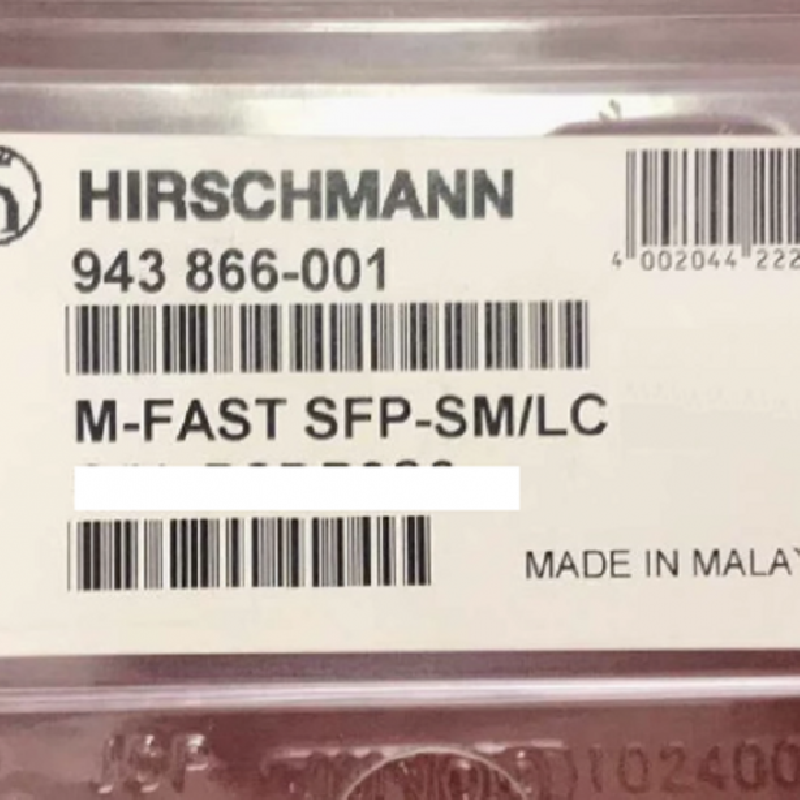 HIRSCHMANN
943 866-001
4 002044 222
M-FAST SFP-SM/LC
MADE IN MALAY